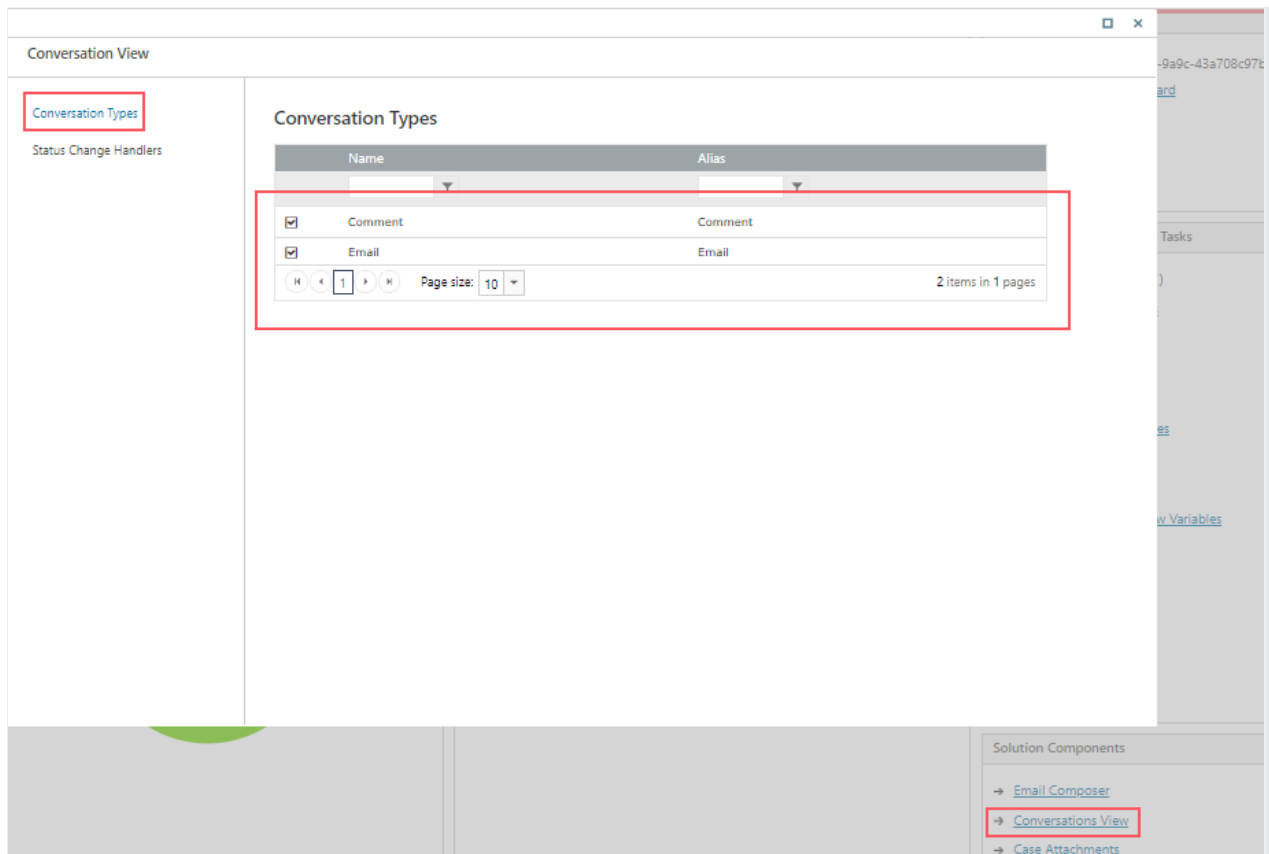 Conversation View
Conversation Types
Status Change Handlers
Conversation Types
Name Alias
Comment Comment
Email Email
1 Page size: 10 2 items in 1 pages
-9a9c-43a708c97b
ard
Tasks
)
es
w Variables
Solution Components
Email Composer
Conversations View
Case Attachments